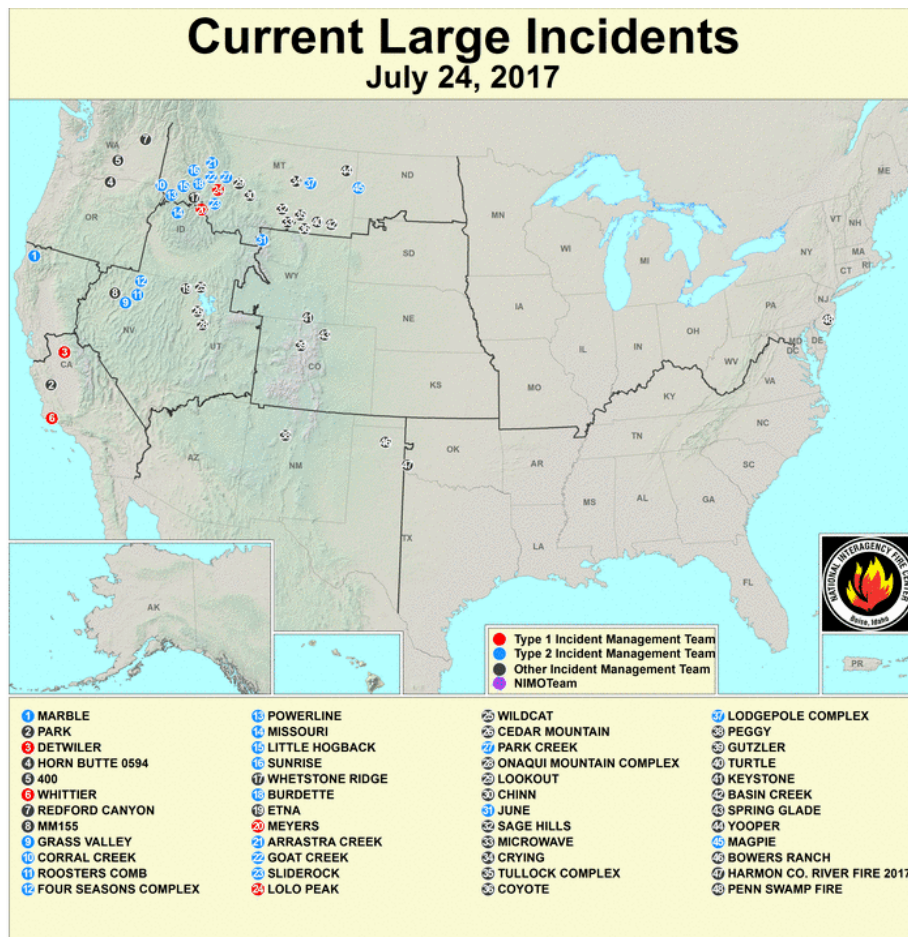 Current Large Incidents
July 24, 2017
WA
MT
ND
MN
ME
OR
ID
SD
WI
MI
NY
VT
NH
MA
CT
RI
WY
IA
PA
NJ
NV
UT
NE
IL
IN
OH
MD
DE
DC
CA
CO
KS
MO
WV
VA
KY
AZ
NM
OK
AR
TN
NC
SC
TX
MS
AL
GA
LA
FL
AK
PR
NATIONAL INTERAGENCY FIRE CENTER
Boise, Idaho
Type 1 Incident Management Team
Type 2 Incident Management Team
Other Incident Management Team
NIMOTeam
1 MARBLE
2 PARK
3 DETWILER
4 HORN BUTTE 0594
5 400
6 WHITTIER
7 REDFORD CANYON
8 MM155
9 GRASS VALLEY
10 CORRAL CREEK
11 ROOSTERS COMB
12 FOUR SEASONS COMPLEX
13 POWERLINE
14 MISSOURI
15 LITTLE HOGBACK
16 SUNRISE
17 WHETSTONE RIDGE
18 BURDETTE
19 ETNA
20 MEYERS
21 ARRASTRA CREEK
22 GOAT CREEK
23 SLIDEROCK
24 LOLO PEAK
25 WILDCAT
26 CEDAR MOUNTAIN
27 PARK CREEK
28 ONAQUI MOUNTAIN COMPLEX
29 LOOKOUT
30 CHINN
31 JUNE
32 SAGE HILLS
33 MICROWAVE
34 CRYING
35 TULLOCK COMPLEX
36 COYOTE
37 LODGEPOLE COMPLEX
38 PEGGY
39 GUTZLER
40 TURTLE
41 KEYSTONE
42 BASIN CREEK
43 SPRING GLADE
44 YOOPER
45 MAGPIE
46 BOWERS RANCH
47 HARMON CO. RIVER FIRE 2017
48 PENN SWAMP FIRE